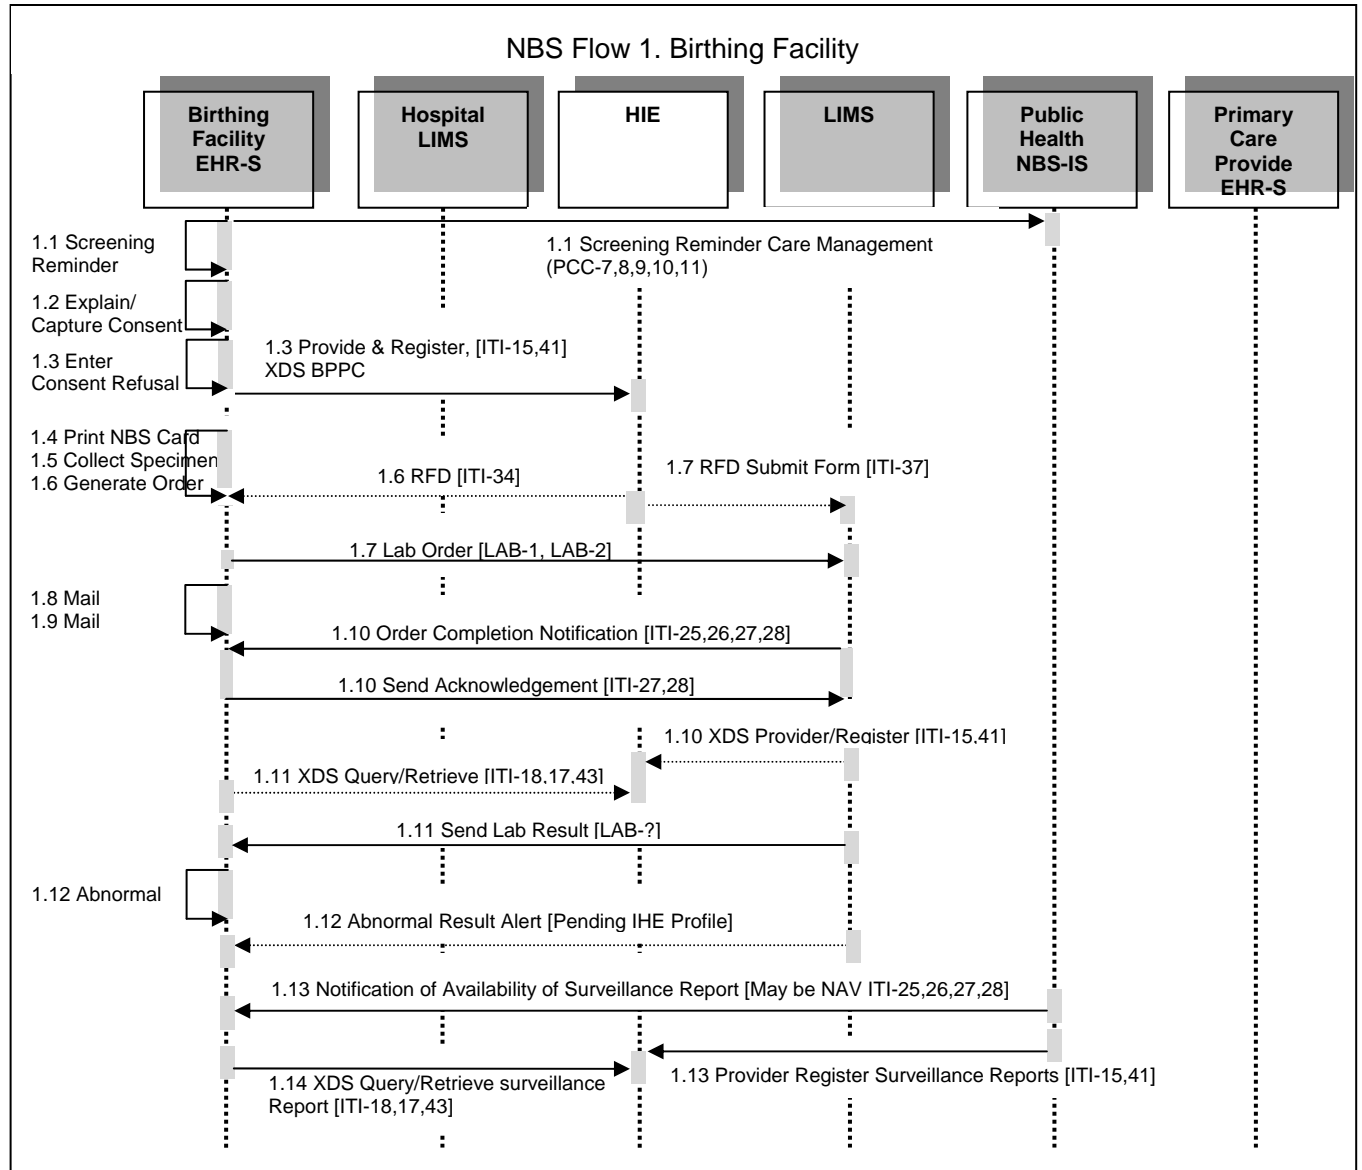 NBS Flow 1. Birthing Facility
Birthing
Facility
EHR-S
Hospital
LIMS
HIE
LIMS
Public
Health
NBS-IS
Primary
Care
Provide
EHR-S
1.1 Screening
Reminder
1.1 Screening Reminder Care Management
(PCC-7,8,9,10,11)
1.2 Explain/
Capture Consent
1.3 Enter
Consent Refusal
1.3 Provide & Register, [ITI-15,41]
XDS BPPC
1.4 Print NBS Card
1.5 Collect Specimen
1.6 Generate Order
1.6 RFD [ITI-34]
1.7 RFD Submit Form [ITI-37]
1.7 Lab Order [LAB-1, LAB-2]
1.8 Mail
1.9 Mail
1.10 Order Completion Notification [ITI-25,26,27,28]
1.10 Send Acknowledgement [ITI-27,28]
1.10 XDS Provider/Register [ITI-15,41]
1.11 XDS Query/Retrieve [ITI-18,17,43]
1.11 Send Lab Result [LAB-?]
1.12 Abnormal
1.12 Abnormal Result Alert [Pending IHE Profile]
1.13 Notification of Availability of Surveillance Report [May be NAV ITI-25,26,27,28]
1.13 Provider Register Surveillance Reports [ITI-15,41]
1.14 XDS Query/Retrieve surveillance
Report [ITI-18,17,43]